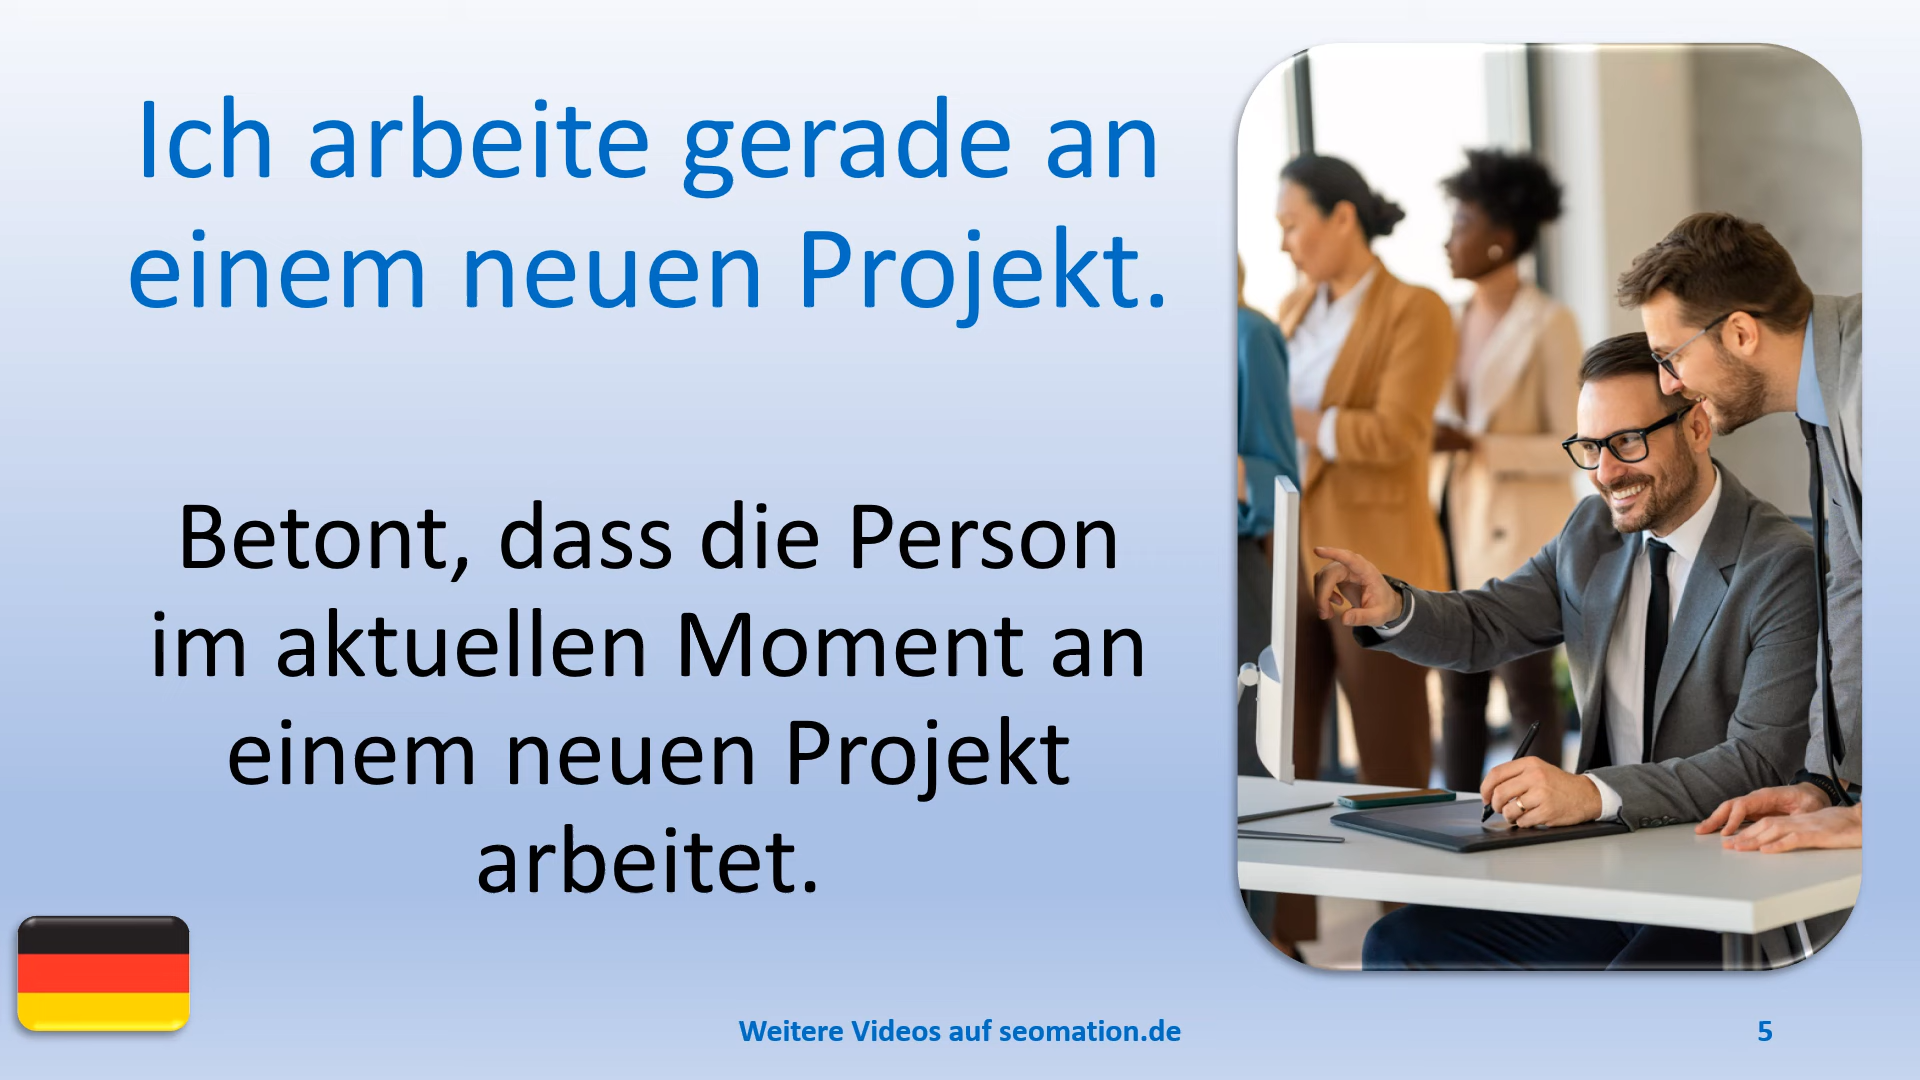 Ich arbeite gerade an
einem neuen Projekt.
Betont, dass die Person
im aktuellen Moment an
einem neuen Projekt
arbeitet.
Weitere Videos auf seomation.de
5